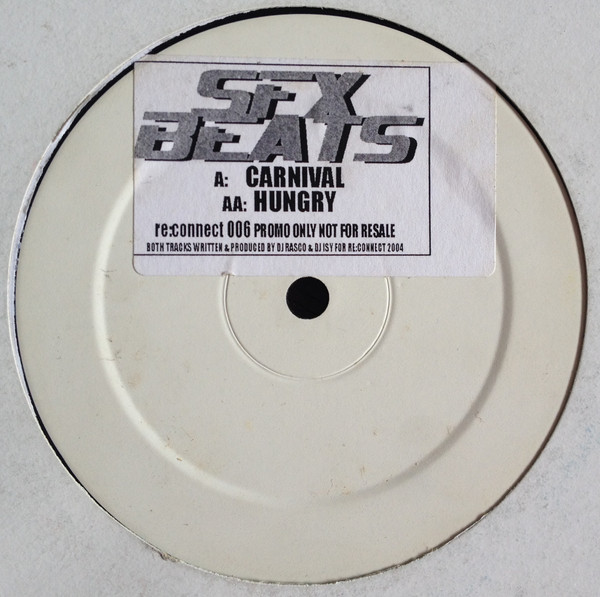 SFX
BEATS
A: CARNIVAL
AA: HUNGRY
re:connect 006 PROMO ONLY NOT FOR RESALE
BOTH TRACKS WRITTEN & PRODUCED BY DJ RASCO & DJ ISY FOR RE:CONNECT 2004